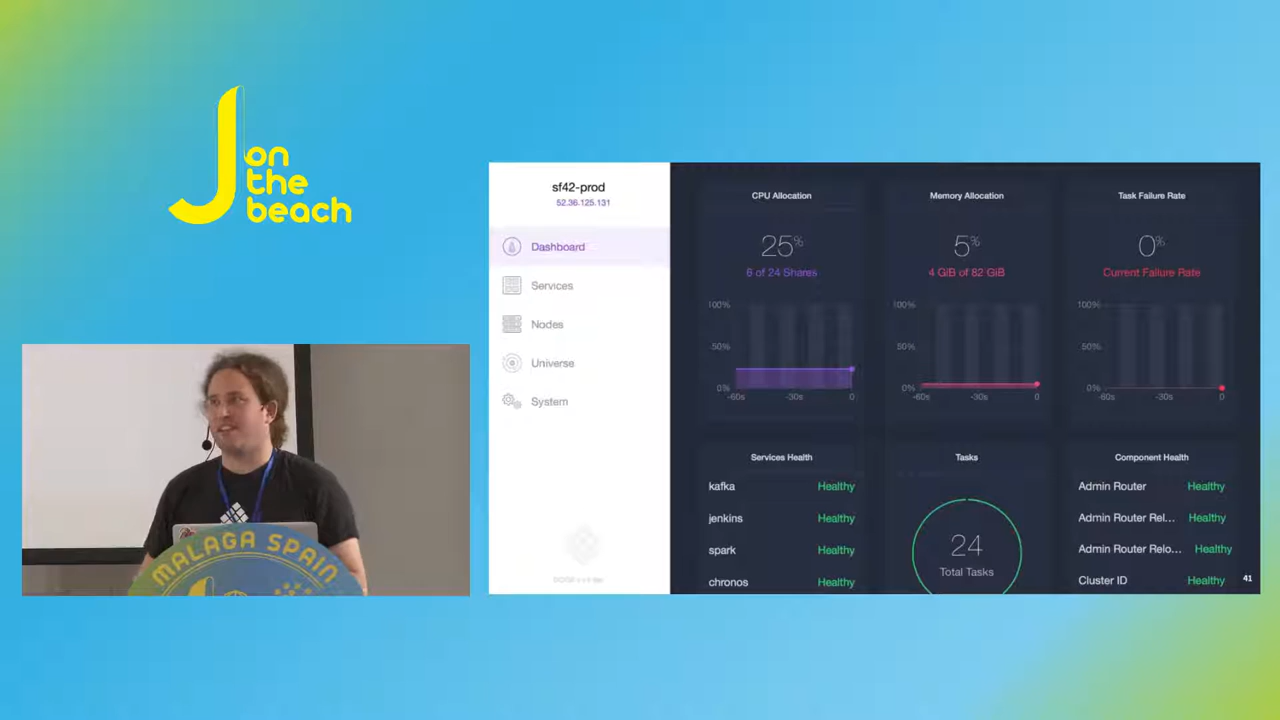 J on
the
beach
MALAGA SPAIN
sf42-prod
52.36.125.131
Dashboard
Services
Nodes
Universe
System
CPU Allocation
25%
6 of 24 Shares
100%
50%
0%
-60s -30s 0
Memory Allocation
5%
4 GiB of 82 GiB
100%
50%
0%
-60s -30s 0
Task Failure Rate
0%
Current Failure Rate
100%
50%
0%
-60s -30s 0
Services Health
kafka Healthy
jenkins Healthy
spark Healthy
chronos Healthy
Tasks
24
Total Tasks
Component Health
Admin Router Healthy
Admin Router Rel... Healthy
Admin Router Relo... Healthy
Cluster ID Healthy
41